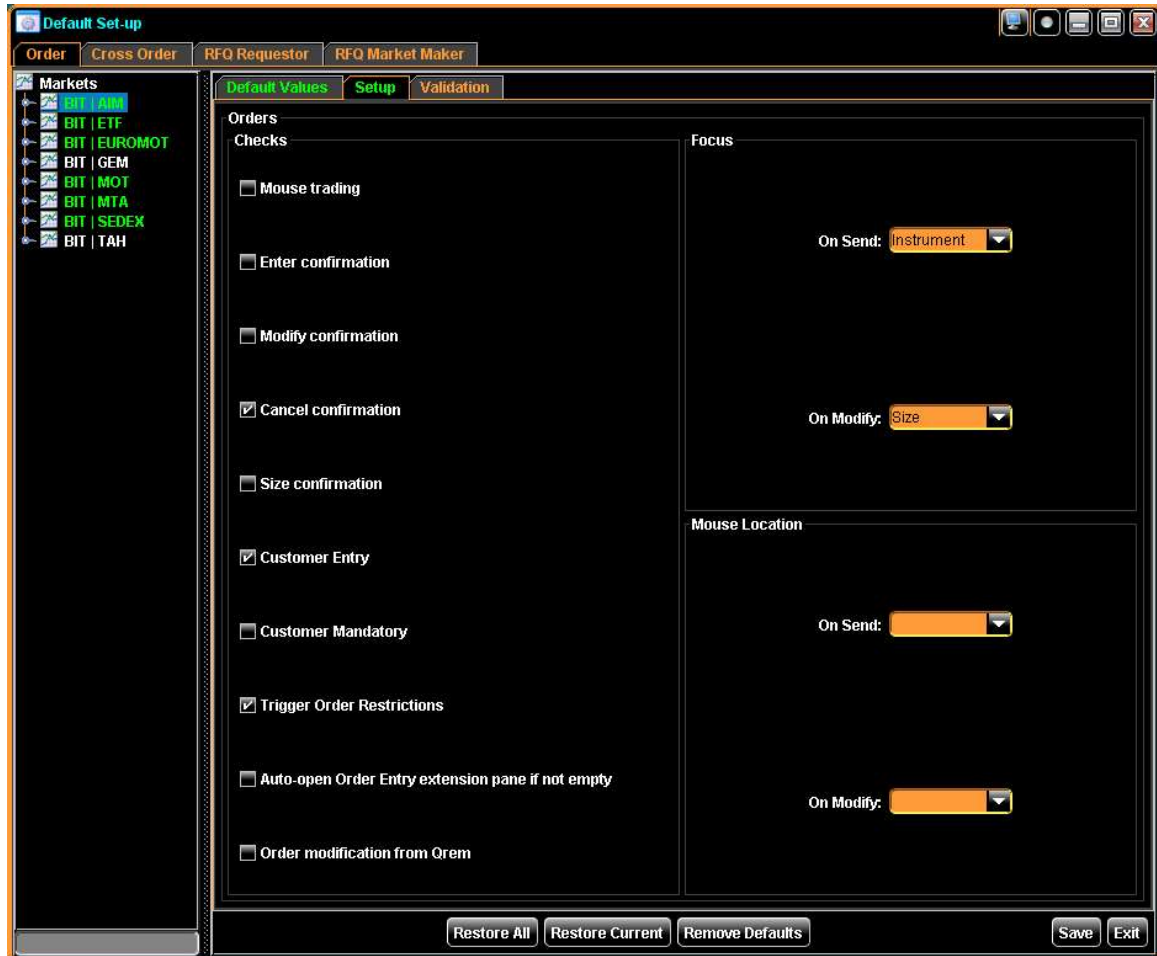 Default Set-up
Order Cross Order RFQ Requestor RFQ Market Maker
Markets
BIT | AIM
BIT | ETF
BIT | EUROMOT
BIT | GEM
BIT | MOT
BIT | MTA
BIT | SEDEX
BIT | TAH
Default Values Setup Validation
Orders
Checks
Mouse trading
Enter confirmation
Modify confirmation
Cancel confirmation
Size confirmation
Customer Entry
Customer Mandatory
Trigger Order Restrictions
Auto-open Order Entry extension pane if not empty
Order modification from Qrem
Focus
On Send: Instrument
On Modify: Size
Mouse Location
On Send:
On Modify:
Restore All Restore Current Remove Defaults Save Exit